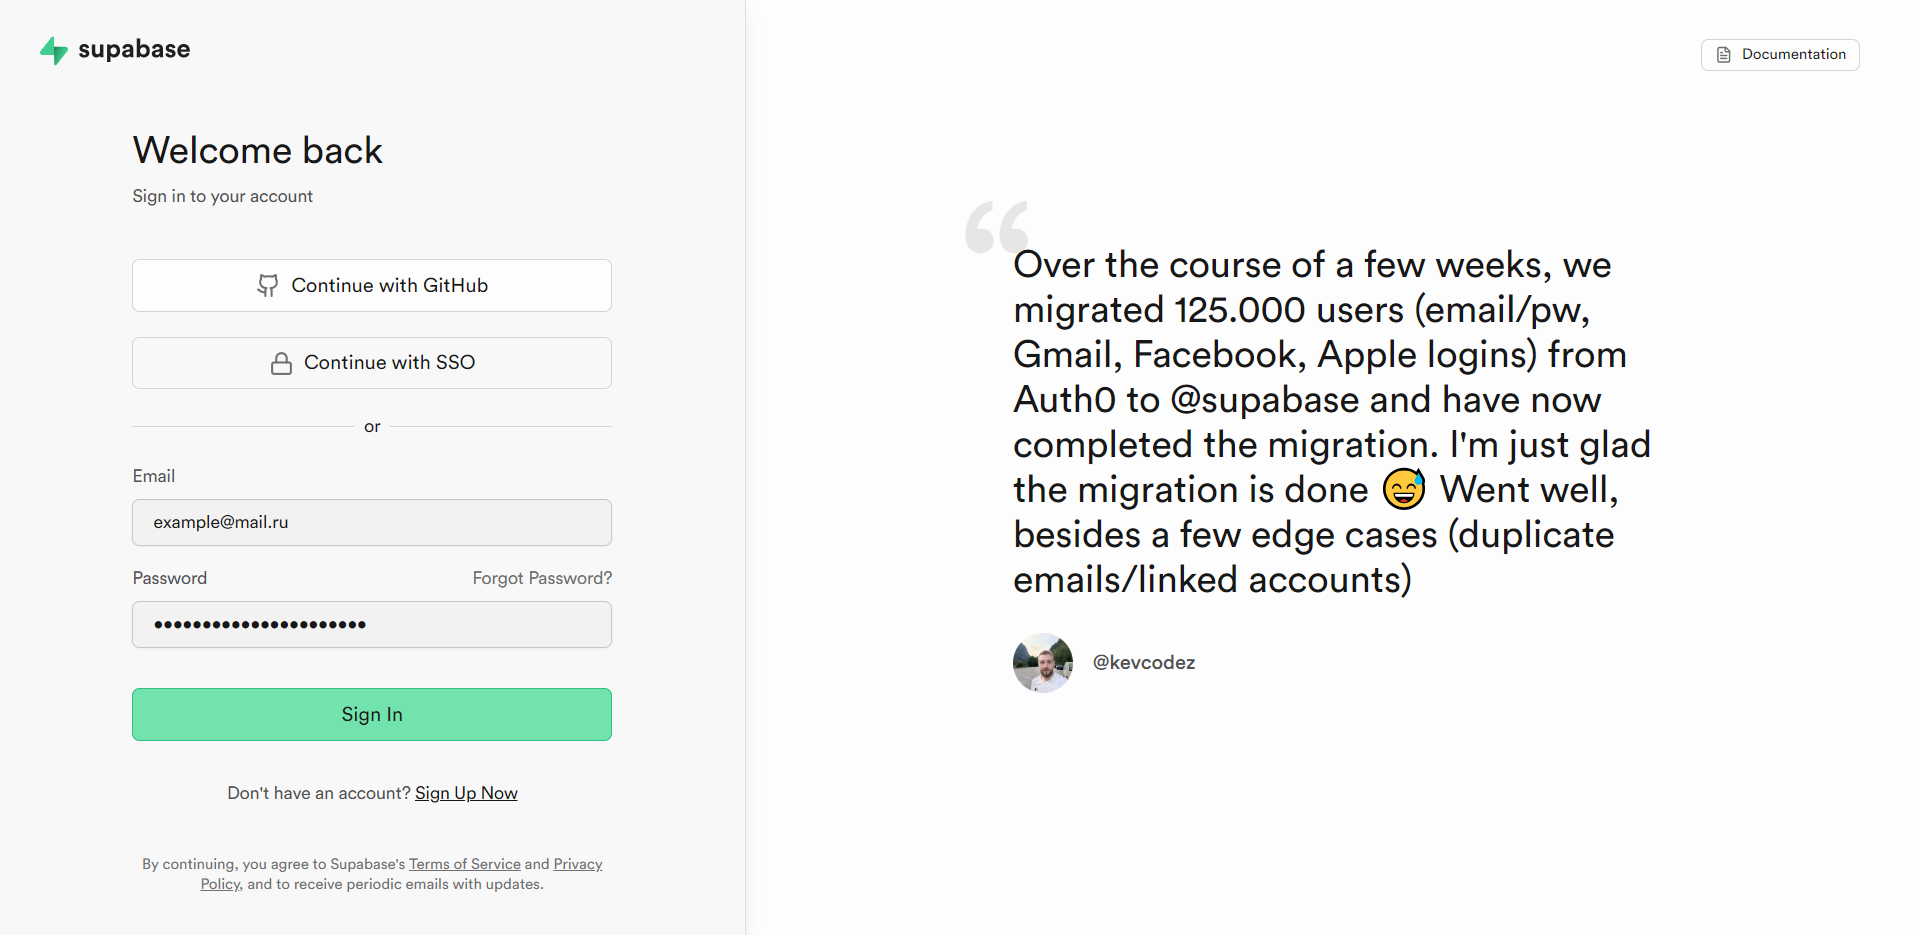 supabase
Welcome back
Sign in to your account
Continue with GitHub
Continue with SSO
or
Email
example@mail.ru
Password
Forgot Password?
••••••••••••••••••••••
Sign In
Don't have an account? Sign Up Now
By continuing, you agree to Supabase's Terms of Service and Privacy
Policy, and to receive periodic emails with updates.
Documentation
“
Over the course of a few weeks, we
migrated 125.000 users (email/pw,
Gmail, Facebook, Apple logins) from
Auth0 to @supabase and have now
completed the migration. I'm just glad
the migration is done 😅 Went well,
besides a few edge cases (duplicate
emails/linked accounts)
@kevcodez